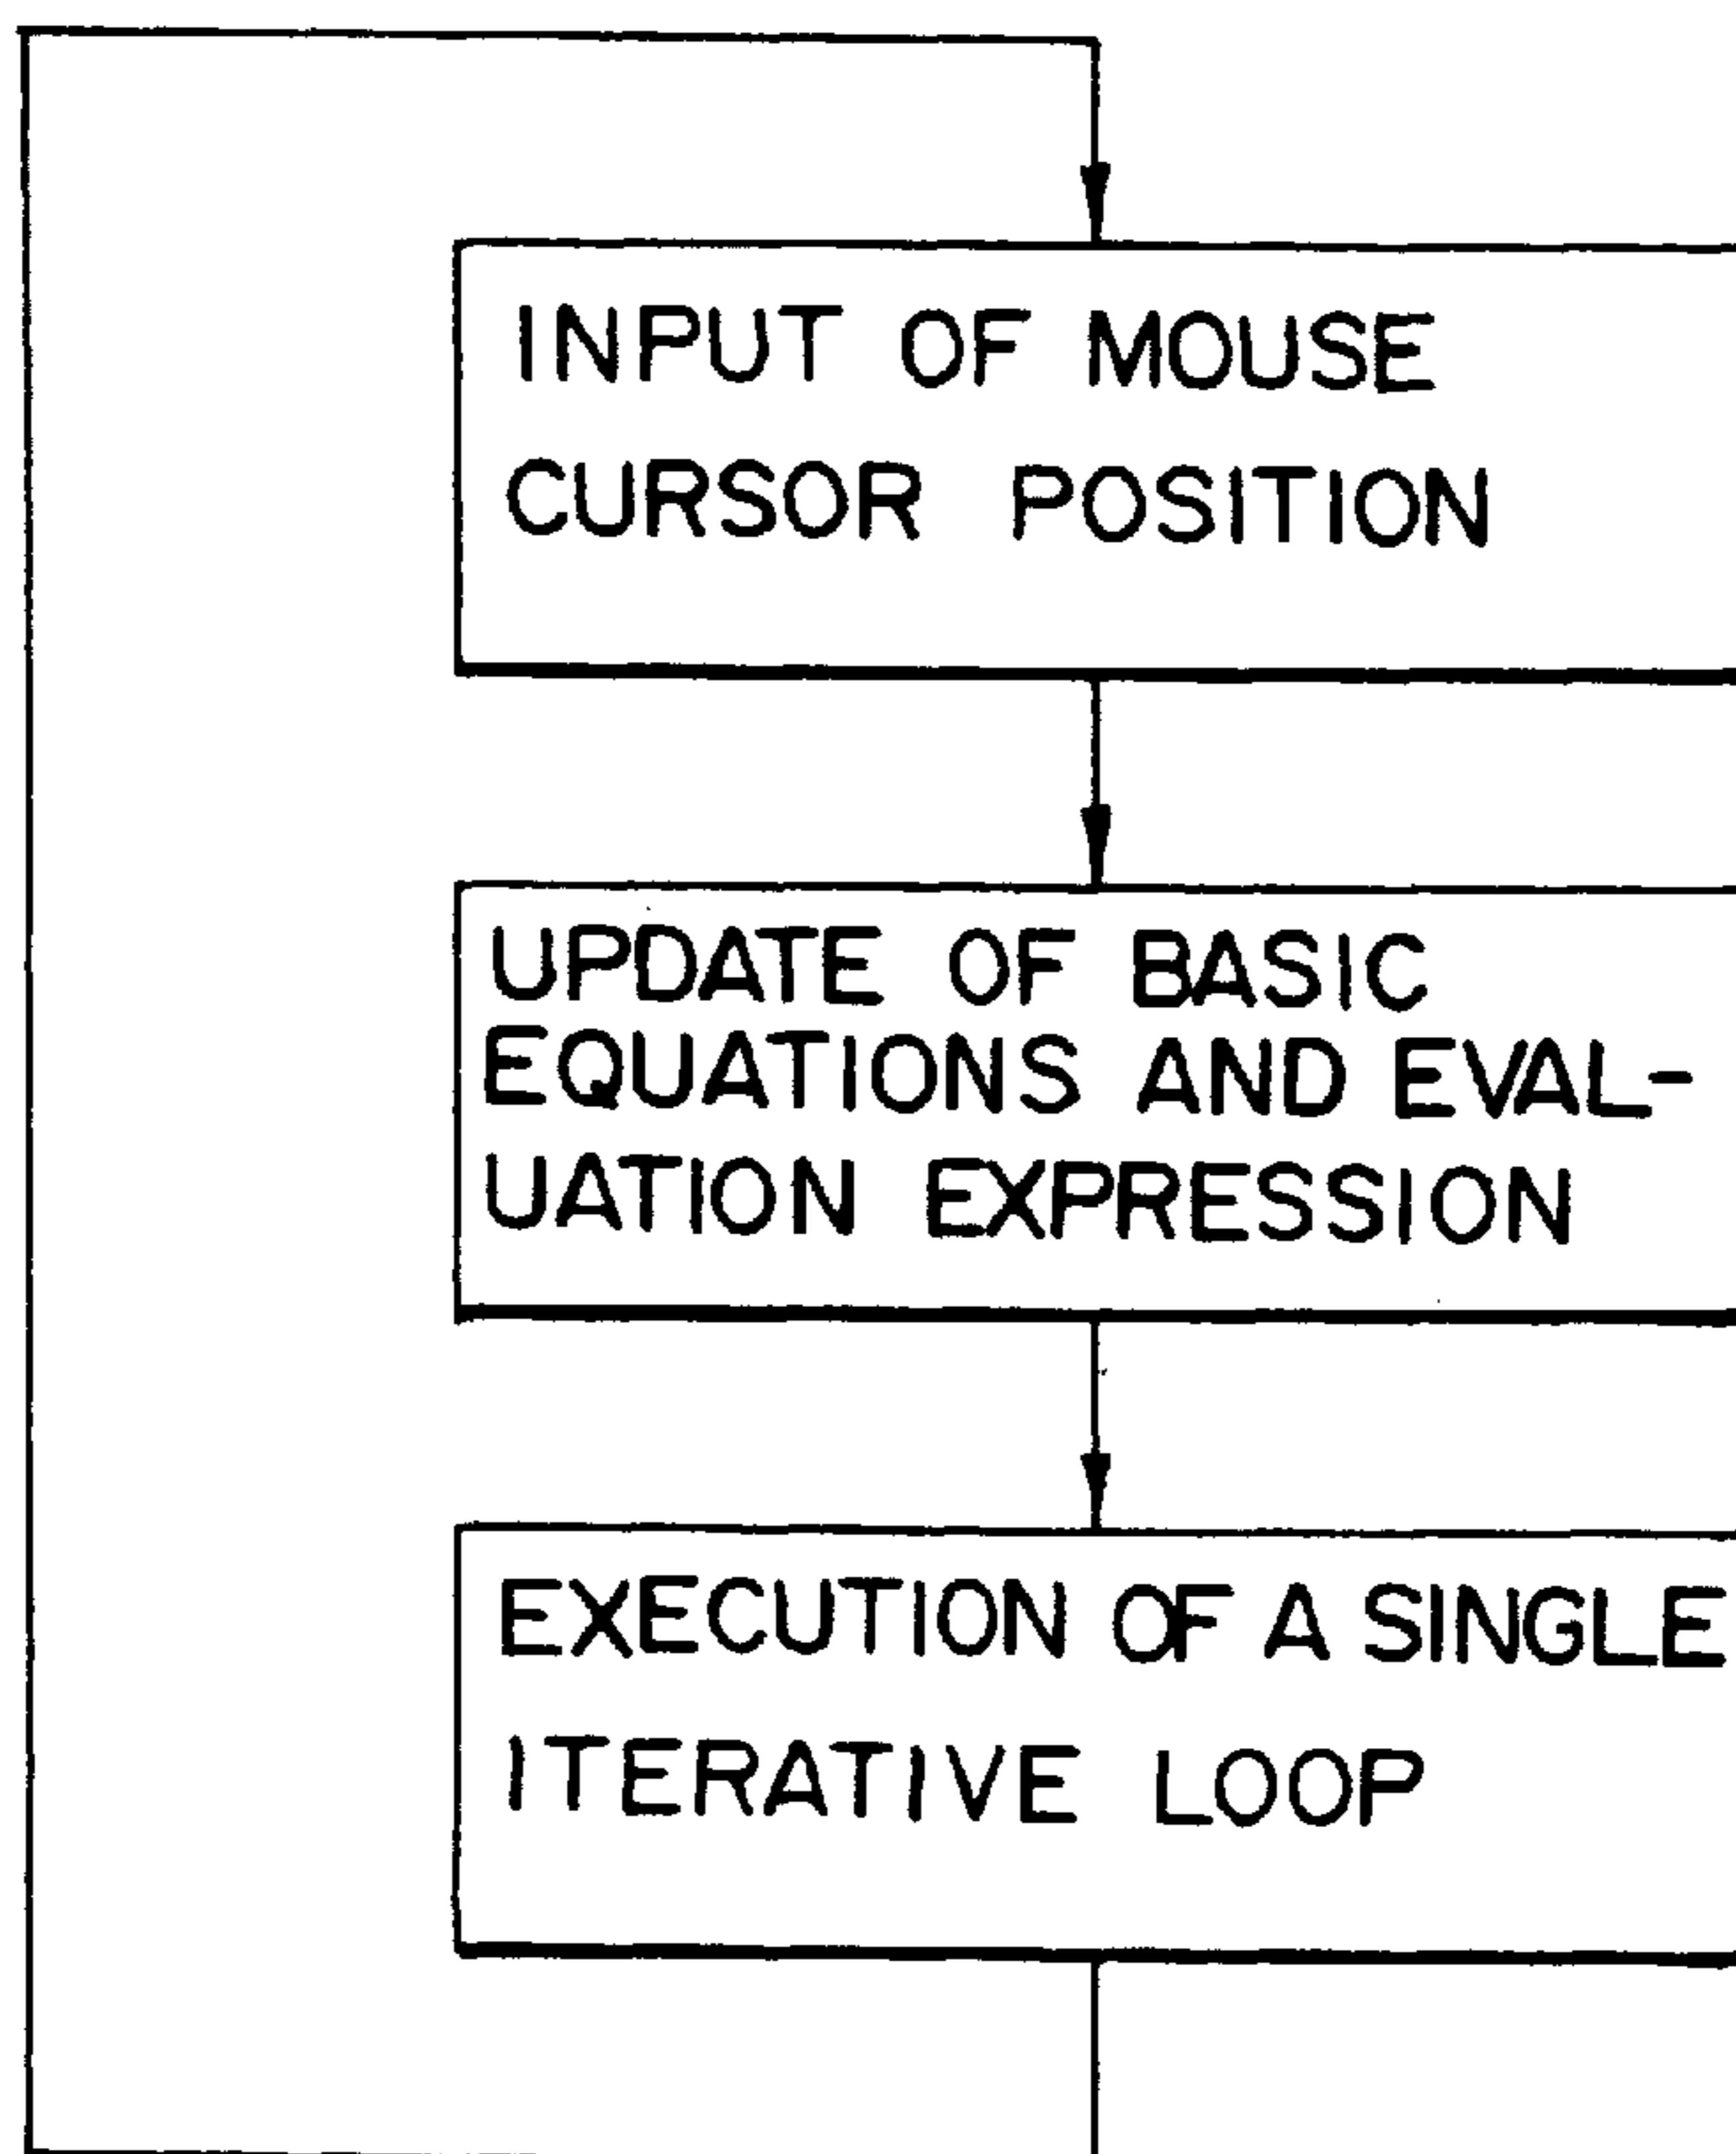 INPUT OF MOUSE
CURSOR POSITION
UPDATE OF BASIC
EQUATIONS AND EVAL-
UATION EXPRESSION
EXECUTION OF A SINGLE
ITERATIVE LOOP